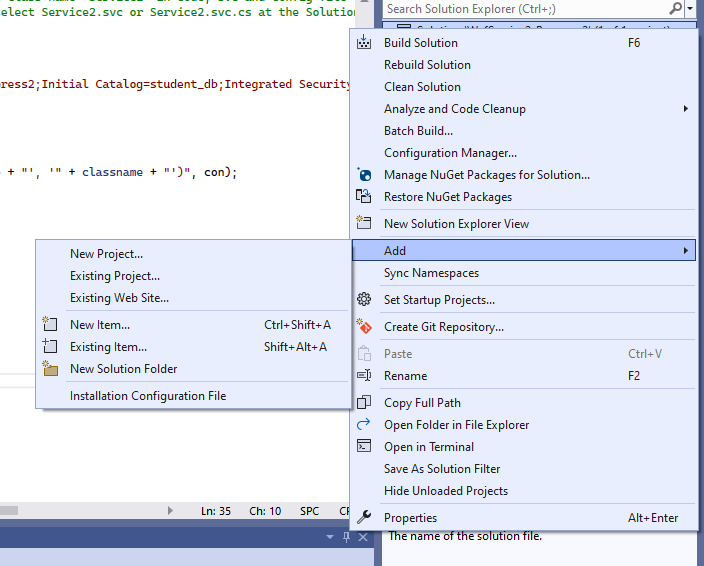 Search Solution Explorer (Ctrl+;)
elect Service2.svc or Service2.svc.cs at the Solution
ress2;Initial Catalog=student_db;Integrated Security
+ "', '" + classname + "')", con);
Build Solution F6
Rebuild Solution
Clean Solution
Analyze and Code Cleanup
Batch Build...
Configuration Manager...
Manage NuGet Packages for Solution...
Restore NuGet Packages
New Solution Explorer View
Add
Sync Namespaces
Set Startup Projects...
Create Git Repository...
Paste Ctrl+V
Rename F2
Copy Full Path
Open Folder in File Explorer
Open in Terminal
Save As Solution Filter
Hide Unloaded Projects
Properties Alt+Enter
New Project...
Existing Project...
Existing Web Site...
New Item... Ctrl+Shift+A
Existing Item... Shift+Alt+A
New Solution Folder
Installation Configuration File
Ln: 35 Ch: 10 SPC
The name of the solution file.